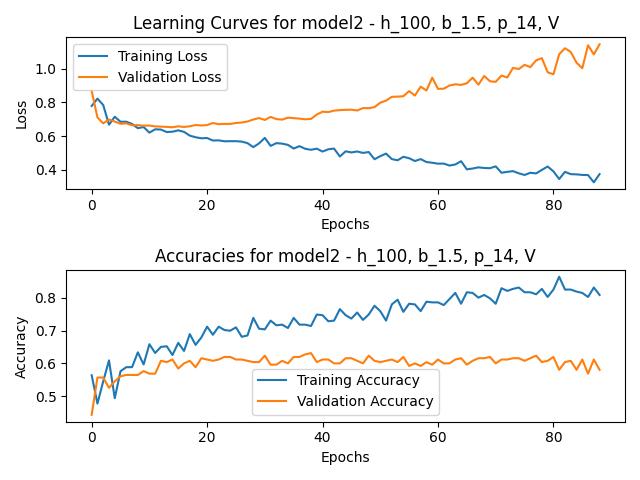 Learning Curves for model2 - h_100, b_1.5, p_14, V
Training Loss
Validation Loss
Loss
1.0
0.8
0.6
0.4
0 20 40 60 80
Epochs
Accuracies for model2 - h_100, b_1.5, p_14, V
Accuracy
0.8
0.7
0.6
0.5
Training Accuracy
Validation Accuracy
0 20 40 60 80
Epochs